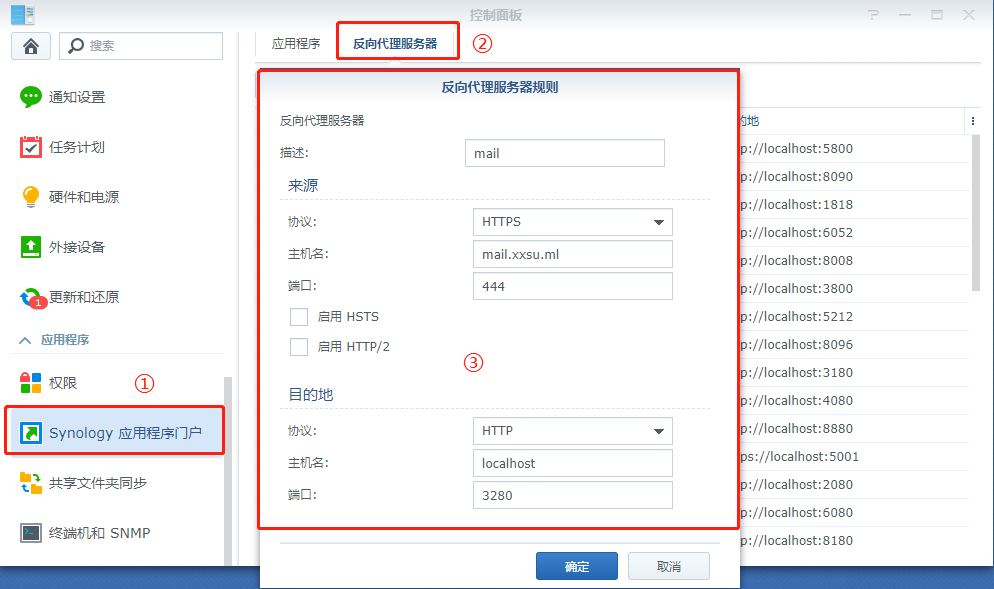 控制面板
搜索
通知设置
任务计划
硬件和电源
外接设备
1
更新和还原
应用程序
权限
①
Synology 应用程序门户
共享文件夹同步
终端机和 SNMP
应用程序
反向代理服务器
②
反向代理服务器规则
反向代理服务器
描述:
mail
来源
协议:
HTTPS
主机名:
mail.xxsu.ml
端口:
444
启用 HSTS
启用 HTTP/2
③
目的地
协议:
HTTP
主机名:
localhost
端口:
3280
确定
取消
的地
p://localhost:5800
p://localhost:8090
p://localhost:1818
p://localhost:6052
p://localhost:8008
p://localhost:3800
p://localhost:5212
p://localhost:8096
p://localhost:3180
p://localhost:4080
p://localhost:8880
ps://localhost:5001
p://localhost:2080
p://localhost:6080
p://localhost:8180